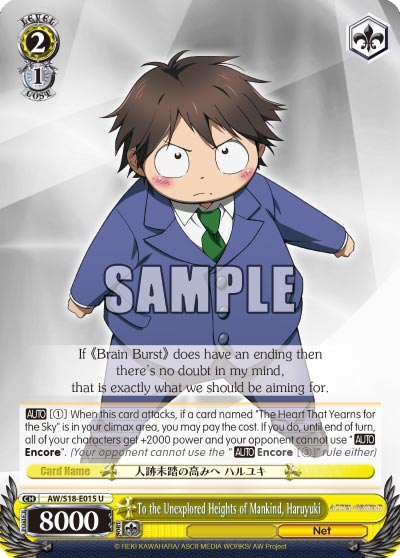 LEVEL
2
1
COST
SAMPLE
If 《Brain Burst》 does have an ending then
there's no doubt in my mind,
that is exactly what we should be aiming for.
AUTO [①] When this card attacks, if a card named "The Heart That Yearns for
the Sky" is in your climax area, you may pay the cost. If you do, until end of turn,
all of your characters get +2000 power and your opponent cannot use "AUTO
Encore". (Your opponent cannot use the "AUTO Encore [③]" rule either)
Card Name 人跡未踏の高みへ ハルユキ
CH AW/S18-E015 U
To the Unexplored Heights of Mankind, Haruyuki
POWER 8000
Net
© REKI KAWAHARA/ ASCII MEDIA WORKS/ AW Project